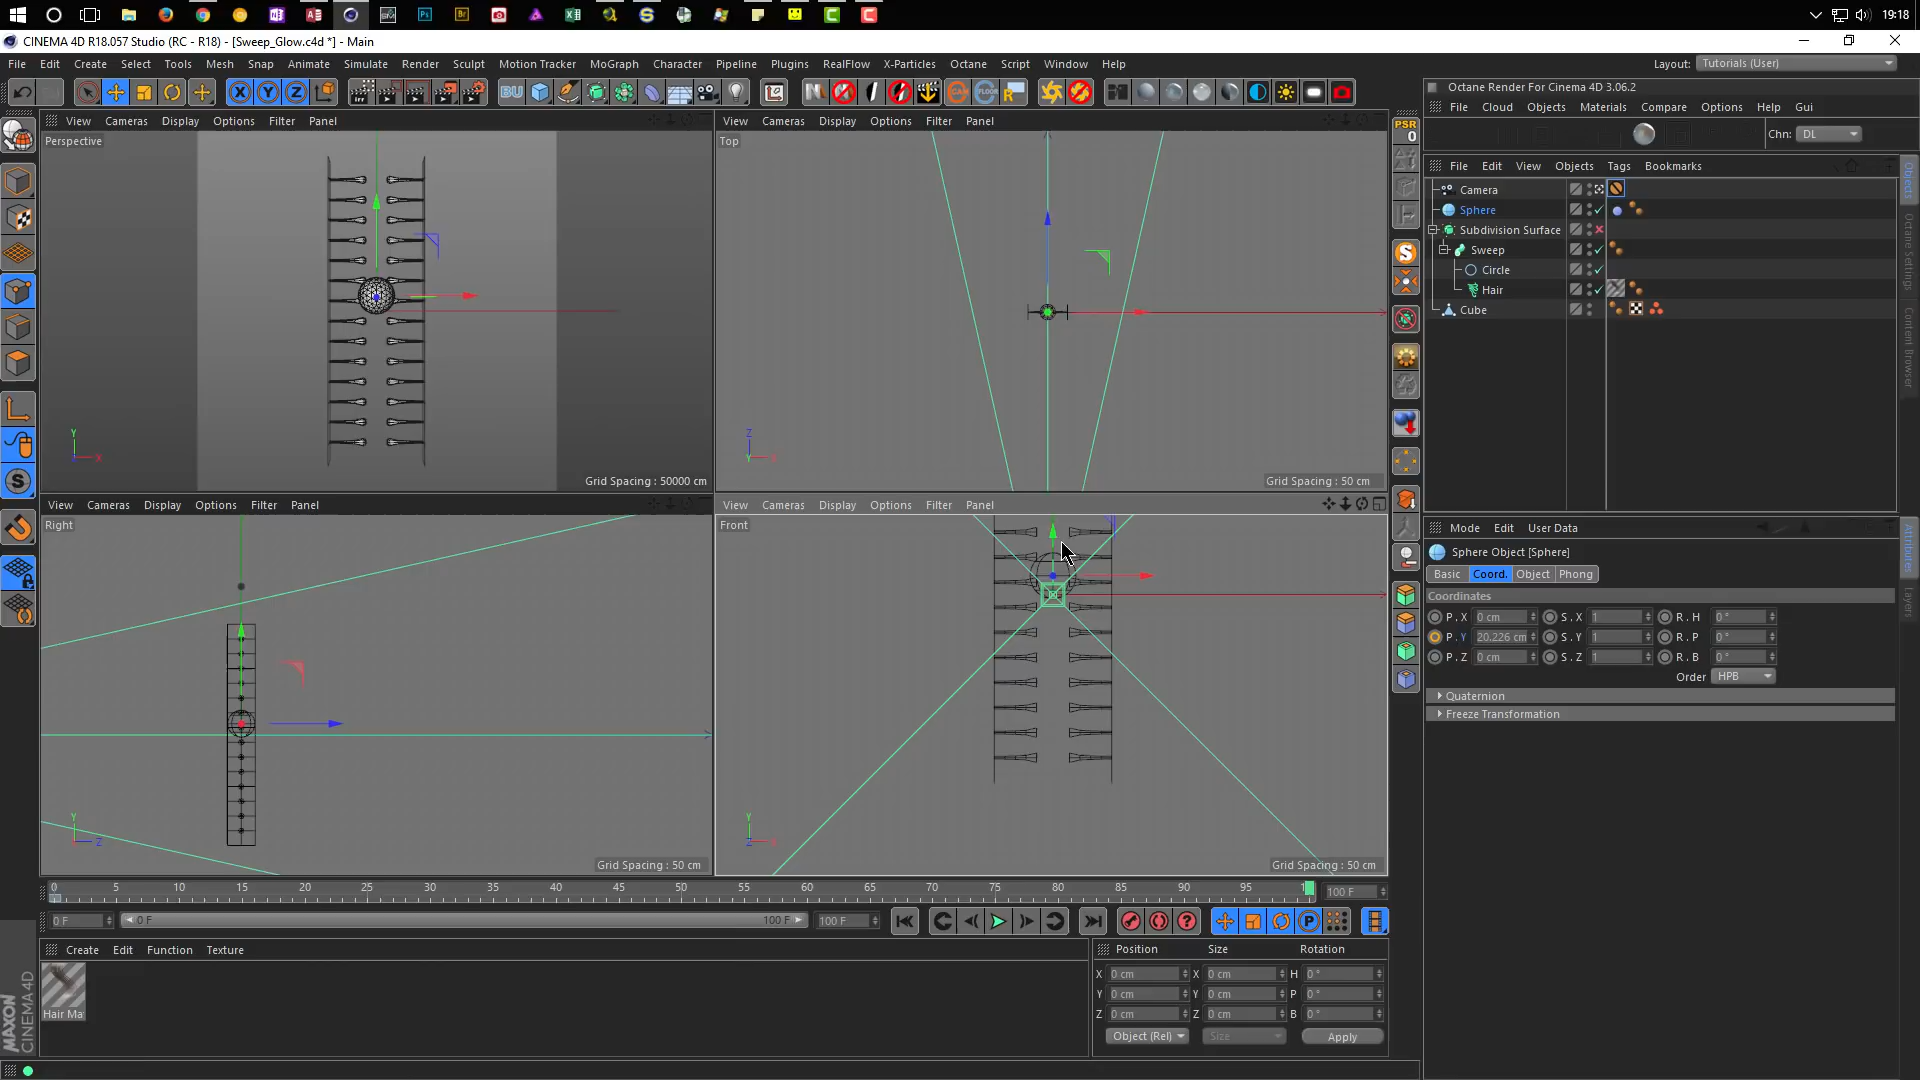 19:18
CINEMA 4D R18.057 Studio (RC - R18) - [Sweep_Glow.c4d *] - Main
File Edit Create Select Tools Mesh Snap Animate Simulate Render Sculpt Motion Tracker MoGraph Character Pipeline Plugins RealFlow X-Particles Octane Script Window Help
Layout: Tutorials (User)
Octane Render For Cinema 4D 3.06.2
File Cloud Objects Materials Compare Options Help Gui
Chn: DL
File Edit View Objects Tags Bookmarks
Camera
Sphere
Subdivision Surface
Sweep
Circle
Hair
Cube
Objects
Octane Settings
Content Browser
View Cameras Display Options Filter Panel
Perspective
Grid Spacing : 50000 cm
View Cameras Display Options Filter Panel
Top
Grid Spacing : 50 cm
View Cameras Display Options Filter Panel
Right
Grid Spacing : 50 cm
View Cameras Display Options Filter Panel
Front
Grid Spacing : 50 cm
PSR
0
Mode Edit User Data
Sphere Object [Sphere]
Basic Coord. Object Phong
Coordinates
P . X 0 cm S . X 1 R . H 0 °
P . Y 20.226 cm S . Y 1 R . P 0 °
P . Z 0 cm S . Z 1 R . B 0 °
Order HPB
Quaternion
Freeze Transformation
Attributes
Layers
0 5 10 15 20 25 30 35 40 45 50 55 60 65 70 75 80 85 90 95
100 F
0 F 0 F 100 F 100 F
Create Edit Function Texture
Hair Ma
Position Size Rotation
X 0 cm X 0 cm H 0 °
Y 0 cm Y 0 cm P 0 °
Z 0 cm Z 0 cm B 0 °
Object (Rel) Size Apply
MAXON
CINEMA 4D